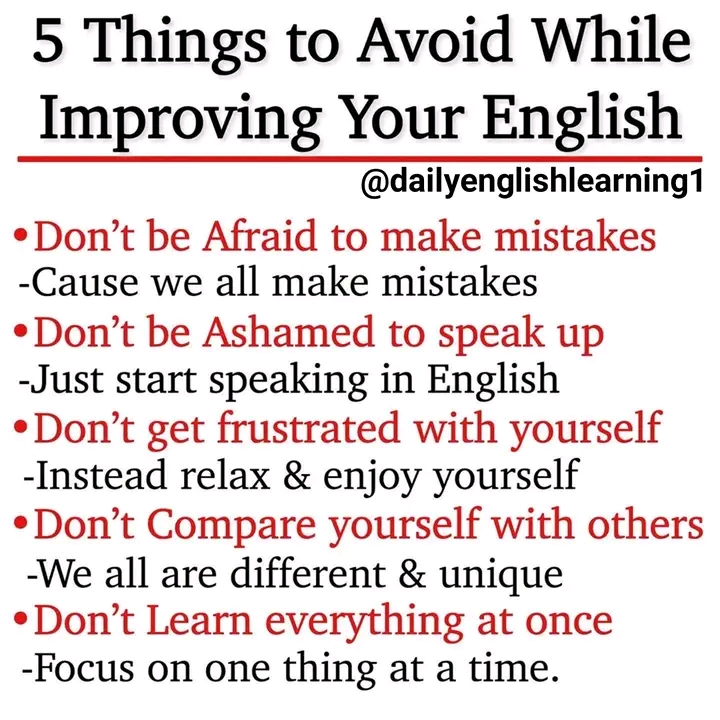 5 Things to Avoid While
Improving Your English
@dailyenglishlearning1
•Don’t be Afraid to make mistakes
-Cause we all make mistakes
•Don’t be Ashamed to speak up
-Just start speaking in English
•Don’t get frustrated with yourself
-Instead relax & enjoy yourself
•Don’t Compare yourself with others
-We all are different & unique
•Don’t Learn everything at once
-Focus on one thing at a time.